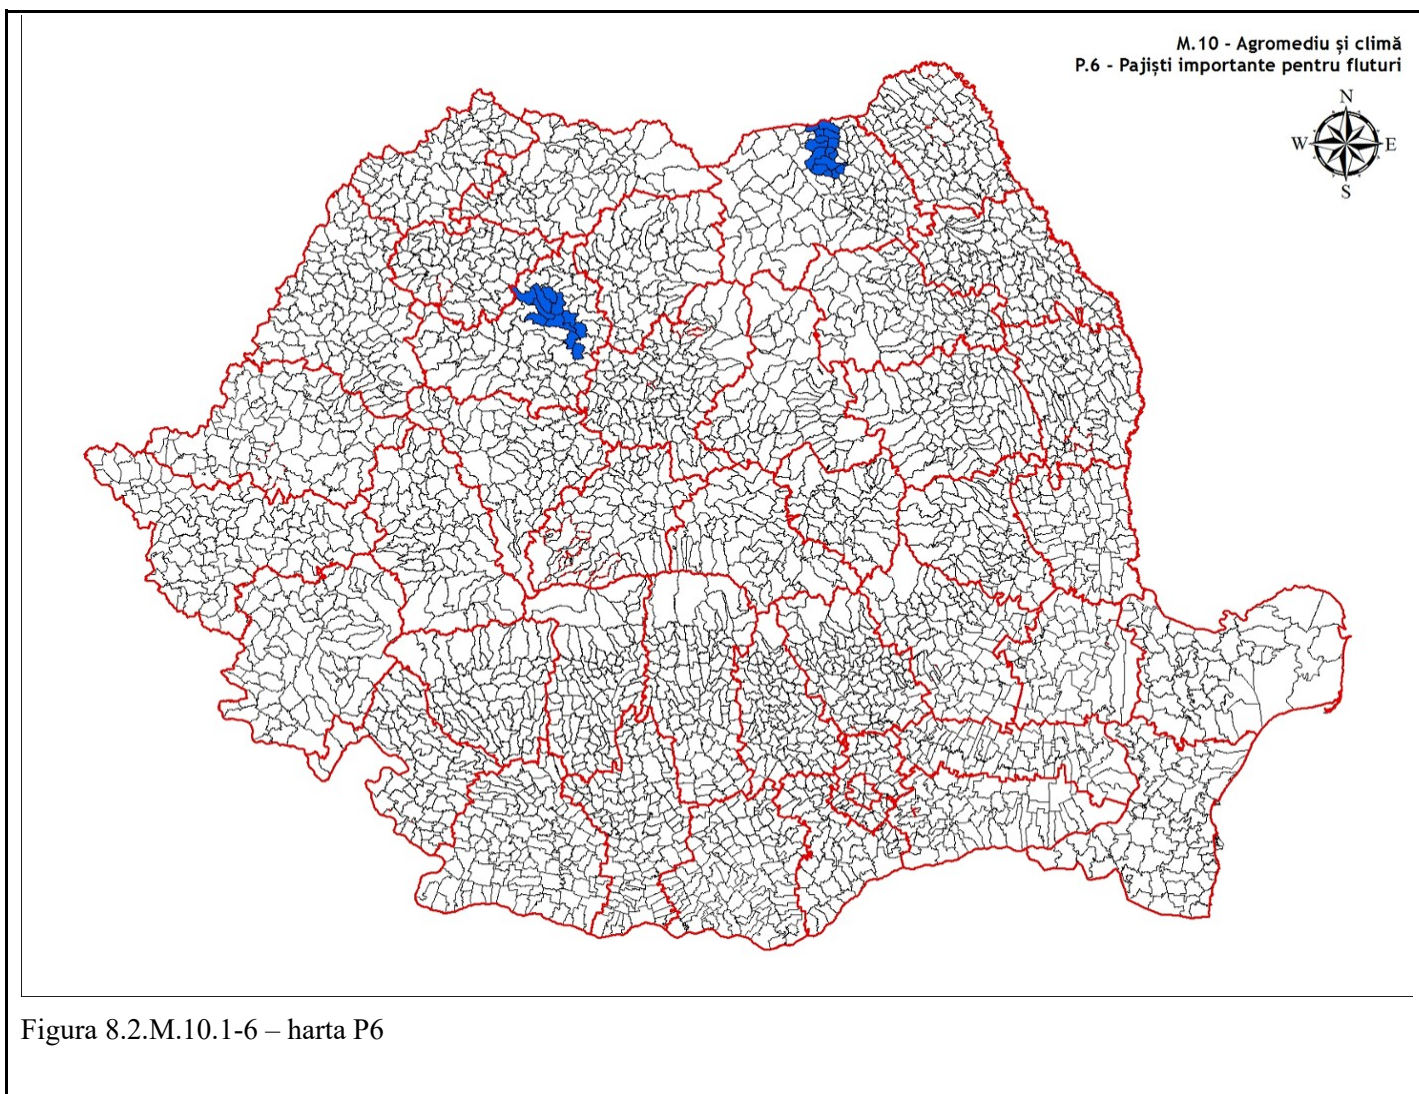 M.10 - Agromediu și climă
P.6 - Pajiști importante pentru fluturi
N
W E
S
Figura 8.2.M.10.1-6 – harta P6